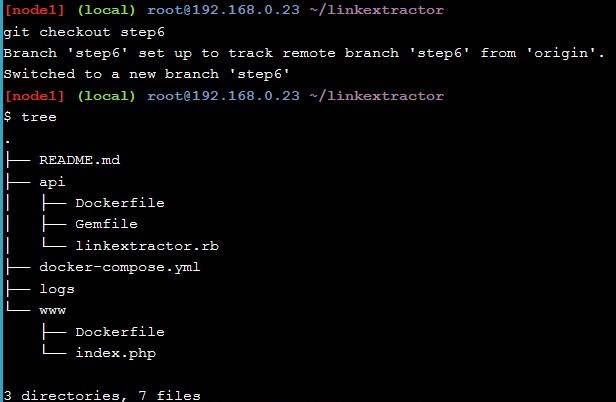 [node1] (local) root@192.168.0.23 ~/linkextractor
git checkout step6
Branch 'step6' set up to track remote branch 'step6' from 'origin'.
Switched to a new branch 'step6'
[node1] (local) root@192.168.0.23 ~/linkextractor
$ tree
.
├── README.md
├── api
│   ├── Dockerfile
│   ├── Gemfile
│   └── linkextractor.rb
├── docker-compose.yml
├── logs
└── www
    ├── Dockerfile
    └── index.php
3 directories, 7 files